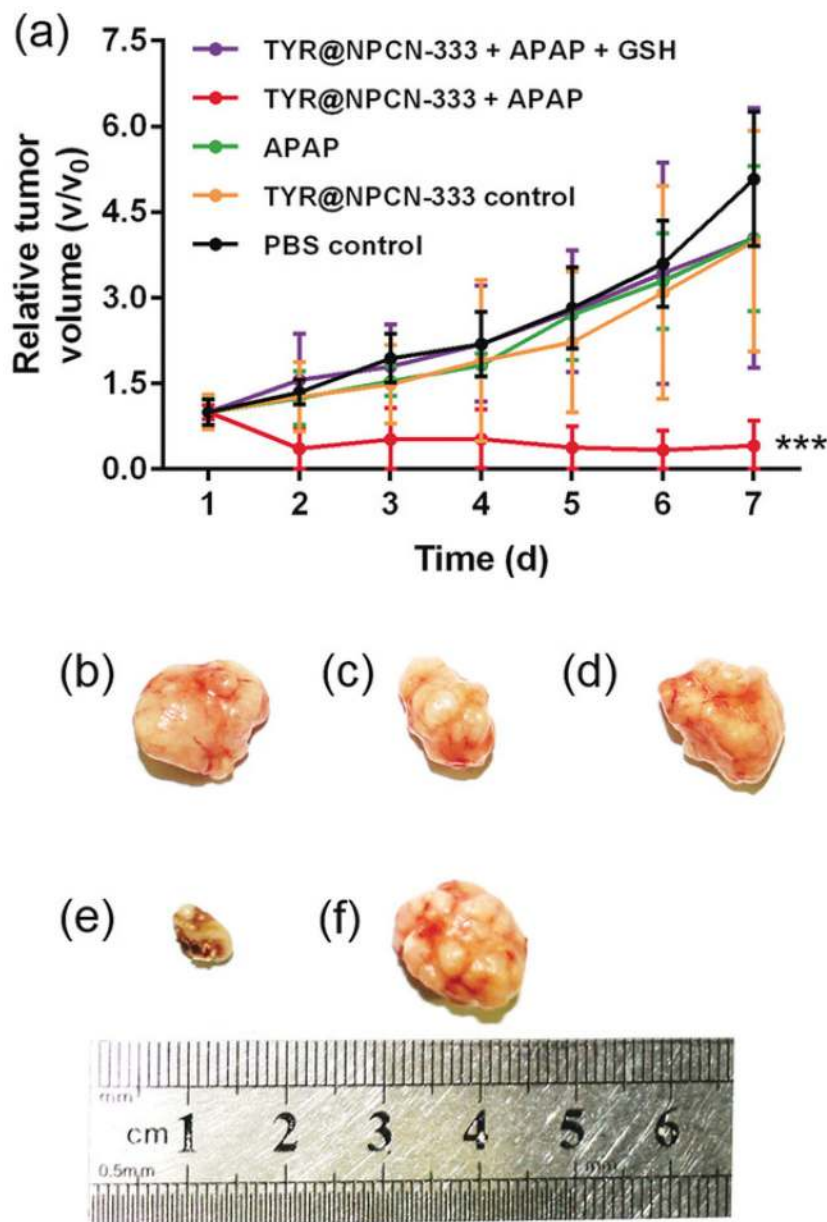 (a)
7.5
6.0
4.5
3.0
1.5
0.0
Relative tumor
volume (v/v₀)
TYR@NPCN-333 + APAP + GSH
TYR@NPCN-333 + APAP
APAP
TYR@NPCN-333 control
PBS control
***
1 2 3 4 5 6 7
Time (d)
(b) (c) (d)
(e) (f)
mm
cm 1 2 3 4 5 6
0.5mm mm